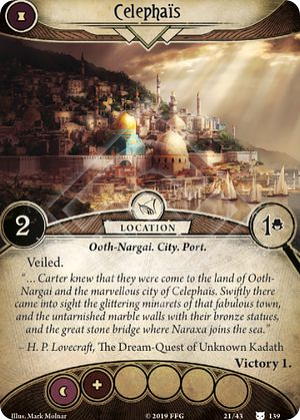 Celephaïs
2
LOCATION
1
Ooth-Nargai. City. Port.
Veiled.
“…Carter knew that they were come to the land of Ooth-
Nargai and the marvellous city of Celephaïs. Swiftly there
came into sight the glittering minarets of that fabulous town,
and the untarnished marble walls with their bronze statues,
and the great stone bridge where Naraxa joins the sea.”
– H. P. Lovecraft, The Dream-Quest of Unknown Kadath
Victory 1.
Illus. Mark Molnar
© 2019 FFG
21/43
139